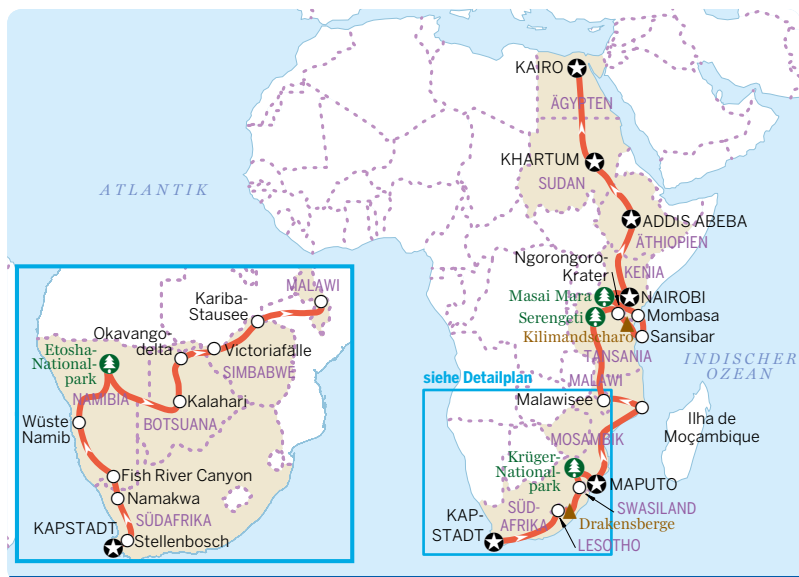 KAIRO
ÄGYPTEN
KHARTUM
SUDAN
ATLANTIK
ADDIS ABEBA
ÄTHIOPIEN
Ngorongoro-
Krater
KENIA
Masai Mara
NAIROBI
Serengeti
Mombasa
Kilimandscharo
Sansibar
TANSANIA
INDISCHER
OZEAN
siehe Detailplan
MALAWI
Malawisee
Ilha de
Moçambique
MOSAMBIK
Krüger-
National-
park
MAPUTO
SWASILAND
SÜD-
AFRIKA
Drakensberge
KAP-
STADT
LESOTHO
MALAWI
Kariba-
Stausee
Okavango-
delta
Victoriafälle
SIMBABWE
Etosha-
National-
park
NAMIBIA
Kalahari
BOTSUANA
Wüste
Namib
Fish River Canyon
Namakwa
KAPSTADT
SÜDAFRIKA
Stellenbosch